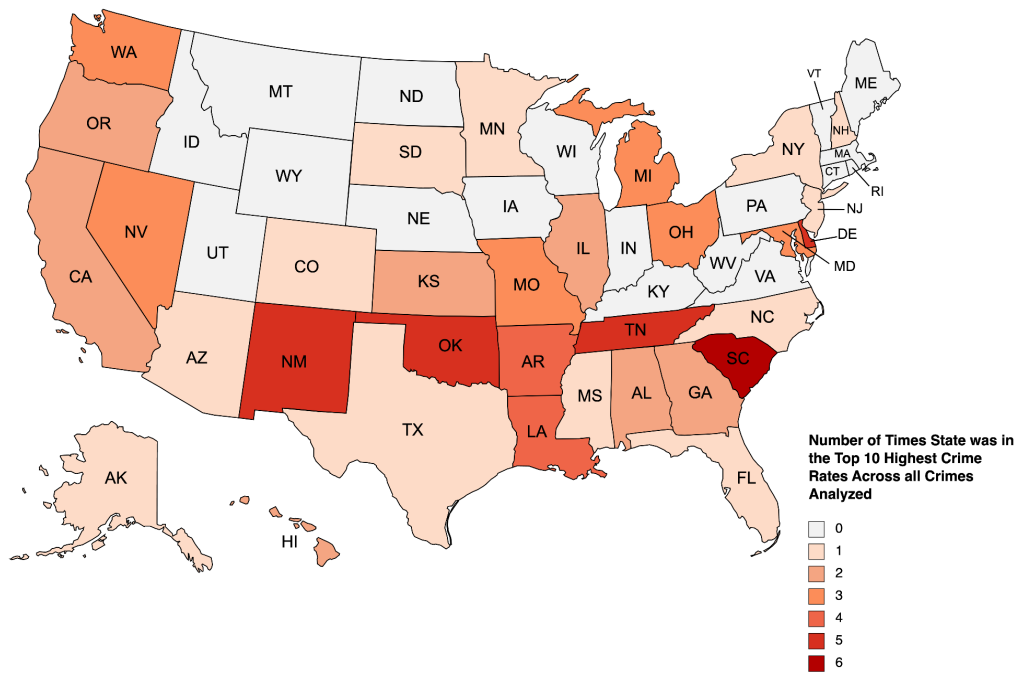 WA
OR
CA
NV
ID
MT
WY
UT
AZ
CO
NM
ND
SD
NE
KS
OK
TX
MN
IA
MO
AR
LA
WI
IL
MI
IN
OH
KY
TN
MS
AL
GA
FL
SC
NC
VA
WV
PA
NY
VT
NH
ME
MA
CT
RI
NJ
DE
MD
AK
HI
Number of Times State was in
the Top 10 Highest Crime
Rates Across all Crimes
Analyzed
0
1
2
3
4
5
6